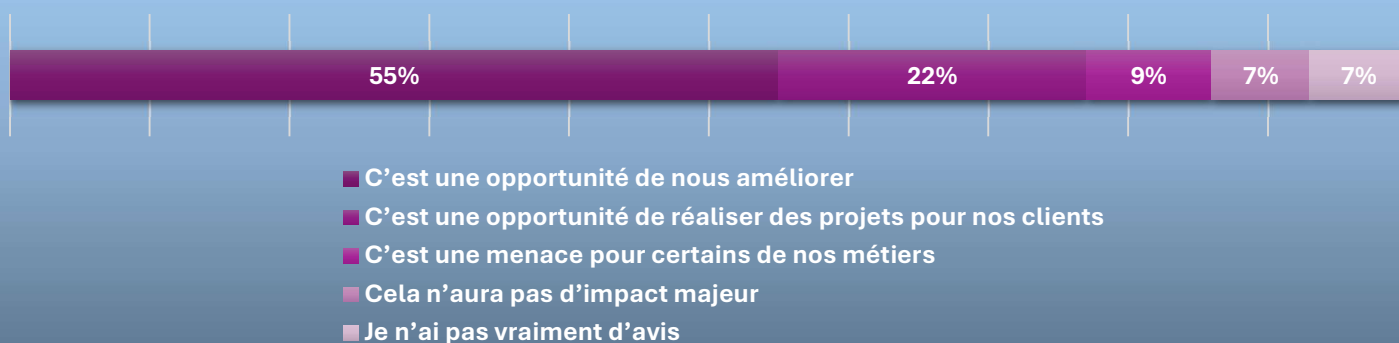 55% 22% 9% 7% 7%
C’est une opportunité de nous améliorer
C’est une opportunité de réaliser des projets pour nos clients
C’est une menace pour certains de nos métiers
Cela n’aura pas d’impact majeur
Je n’ai pas vraiment d’avis